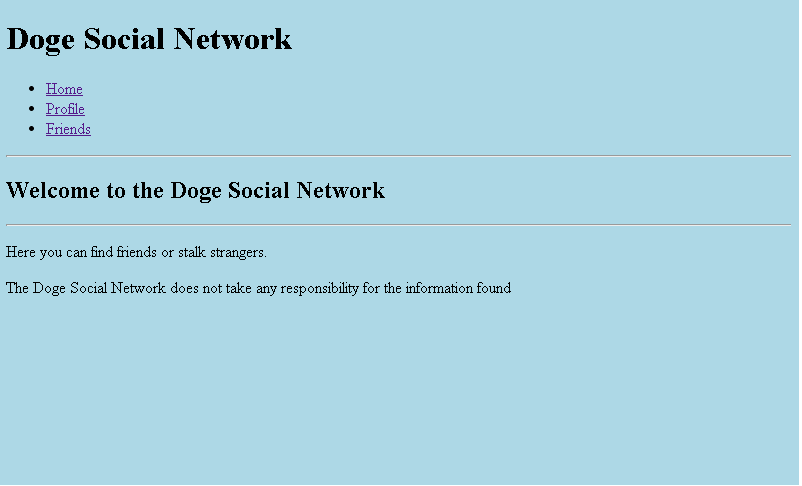 Doge Social Network
Home
Profile
Friends
Welcome to the Doge Social Network
Here you can find friends or stalk strangers.
The Doge Social Network does not take any responsibility for the information found